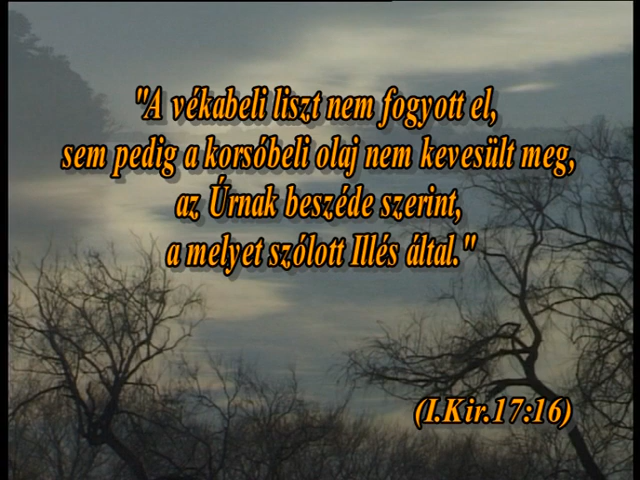 "A vékabeli liszt nem fogyott el,
sem pedig a korsóbeli olaj nem kevesült meg,
az Úrnak beszéde szerint,
a melyet szólott Illés által."
(I.Kir.17:16)